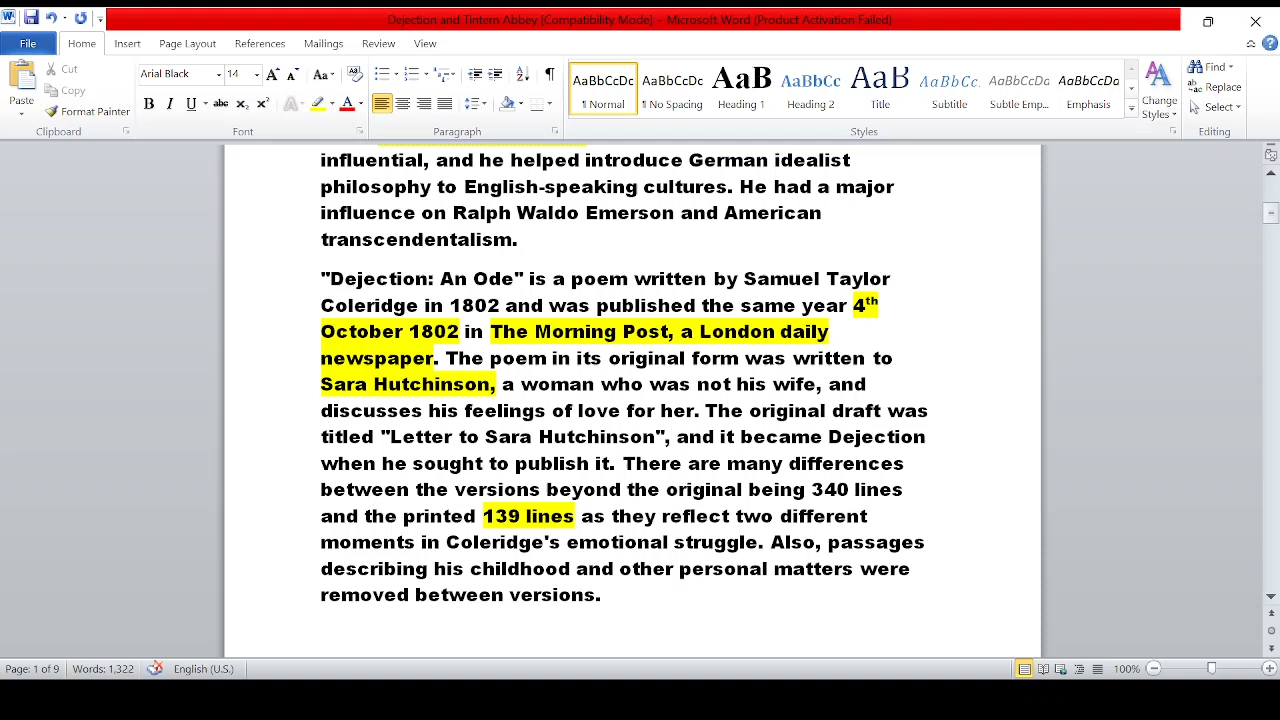 Dejection and Tintern Abbey [Compatibility Mode] - Microsoft Word (Product Activation Failed)
File Home Insert Page Layout References Mailings Review View
Paste Cut Copy Format Painter Clipboard
Arial Black 14 Font
Paragraph
AaBbCcDc ¶ Normal
AaBbCcDc ¶ No Spacing
AaB Heading 1
AaBbCc Heading 2
AaB Title
AaBbCc. Subtitle
AaBbCcDc Subtle Em...
AaBbCcDc Emphasis
Styles
Change Styles
Find Replace Select Editing
influential, and he helped introduce German idealist
philosophy to English-speaking cultures. He had a major
influence on Ralph Waldo Emerson and American
transcendentalism.
"Dejection: An Ode" is a poem written by Samuel Taylor
Coleridge in 1802 and was published the same year 4th
October 1802 in The Morning Post, a London daily
newspaper. The poem in its original form was written to
Sara Hutchinson, a woman who was not his wife, and
discusses his feelings of love for her. The original draft was
titled "Letter to Sara Hutchinson", and it became Dejection
when he sought to publish it. There are many differences
between the versions beyond the original being 340 lines
and the printed 139 lines as they reflect two different
moments in Coleridge's emotional struggle. Also, passages
describing his childhood and other personal matters were
removed between versions.
Page: 1 of 9 Words: 1,322 English (U.S.) 100%